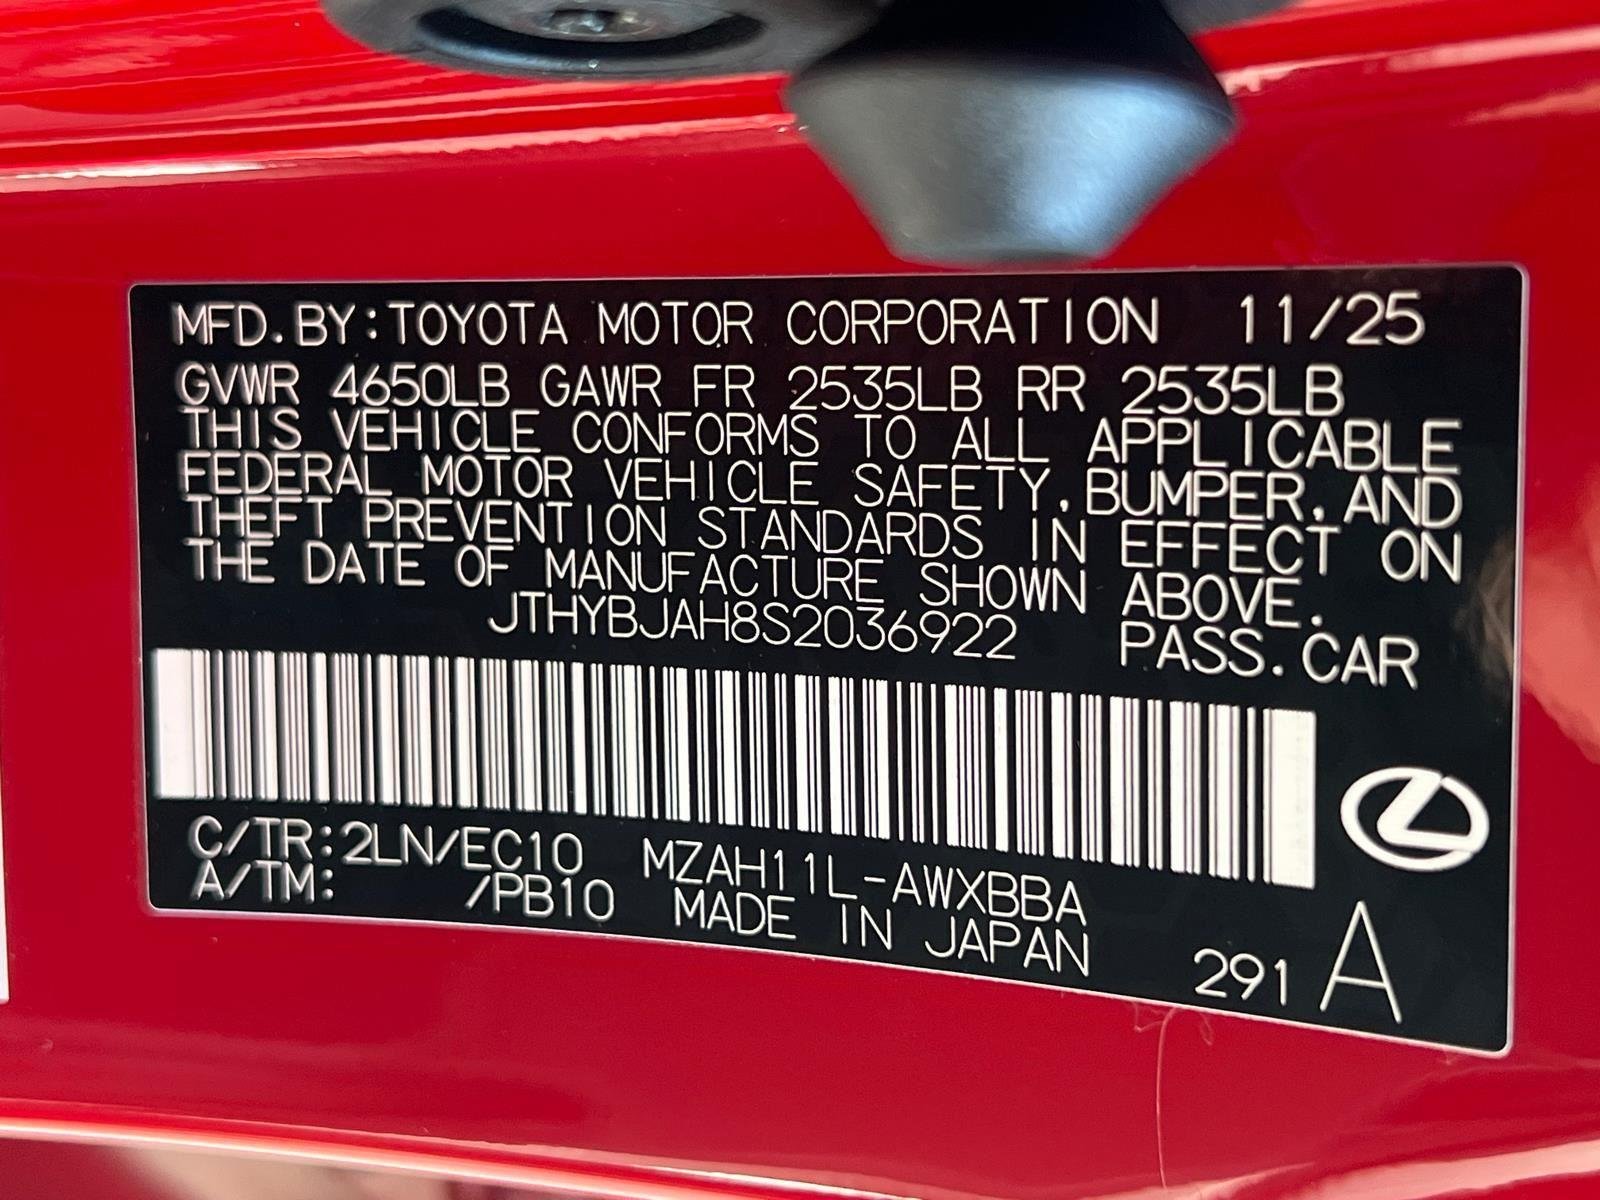 MFD.BY:TOYOTA MOTOR CORPORATION 11/25
GVWR 4650LB GAWR FR 2535LB RR 2535LB
THIS VEHICLE CONFORMS TO ALL APPLICABLE
FEDERAL MOTOR VEHICLE SAFETY,BUMPER,AND
THEFT PREVENTION STANDARDS IN EFFECT ON
THE DATE OF MANUFACTURE SHOWN ABOVE.
JTHYBJAH8S2036922 PASS.CAR
C/TR:2LN/EC10 MZAH11L-AWXBBA
A/TM: /PB10 MADE IN JAPAN 291 A